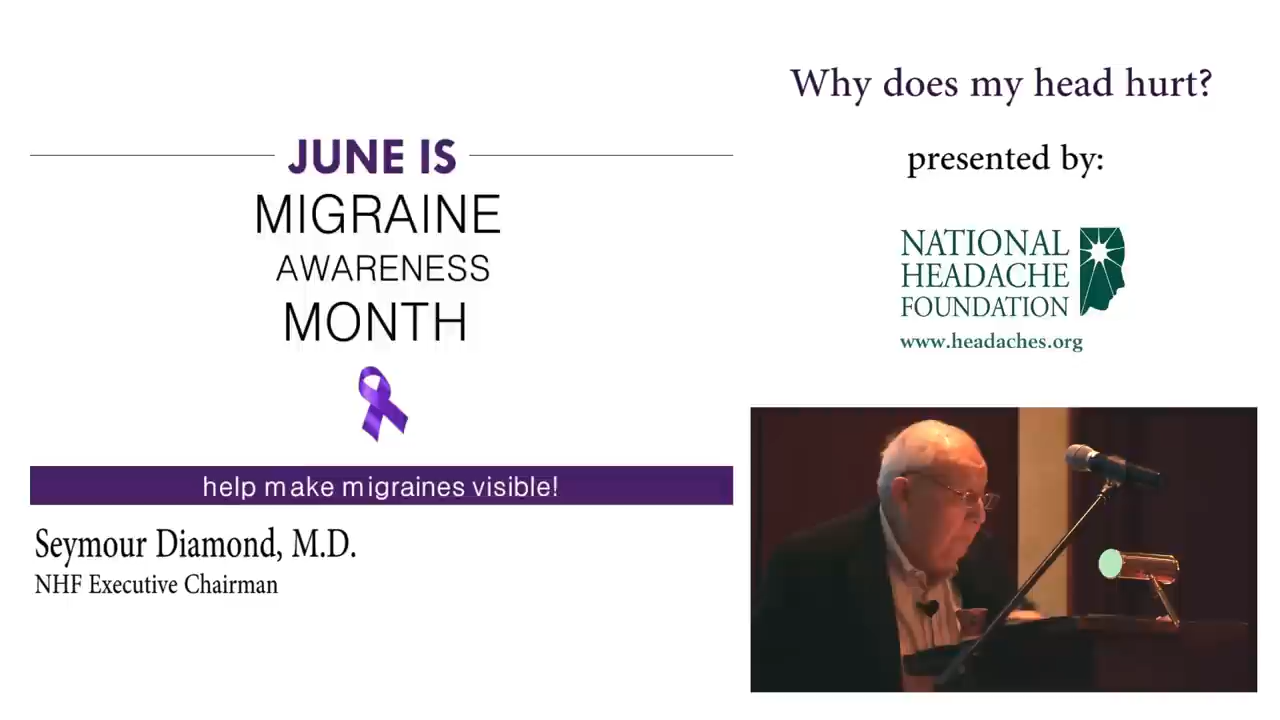 JUNE IS
MIGRAINE
AWARENESS
MONTH
help make migraines visible!
Seymour Diamond, M.D.
NHF Executive Chairman
Why does my head hurt?
presented by:
NATIONAL
HEADACHE
FOUNDATION
www.headaches.org